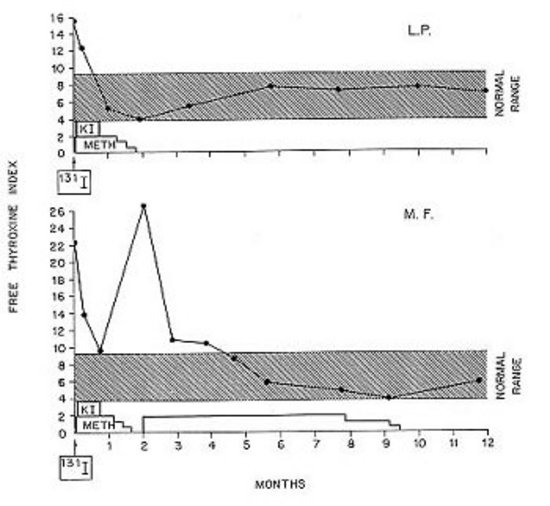 L.P.
16
14
12
10
8
6
4
2
0
KI
METH
131I
NORMAL RANGE
FREE THYROXINE INDEX
M. F.
26
24
22
20
18
16
14
12
10
8
6
4
2
0
KI
METH
131I
NORMAL RANGE
1 2 3 4 5 6 7 8 9 10 11 12
MONTHS